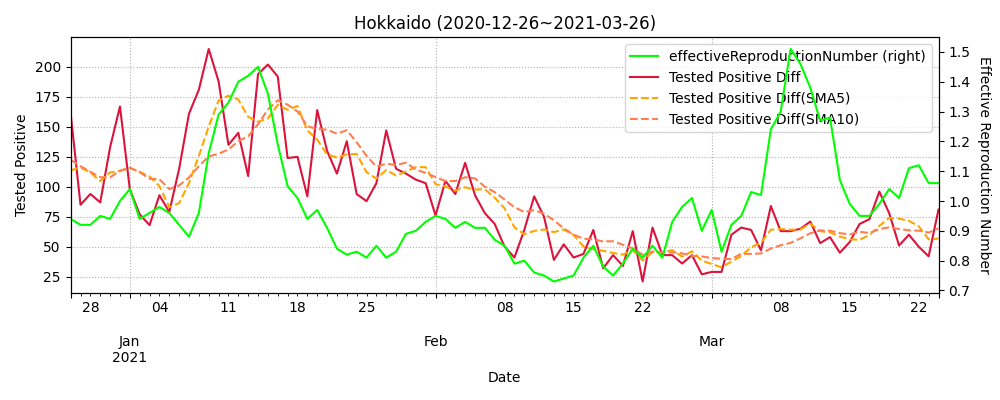 Hokkaido (2020-12-26~2021-03-26)
effectiveReproductionNumber (right)
Tested Positive Diff
Tested Positive Diff(SMA5)
Tested Positive Diff(SMA10)
Tested Positive
200
175
150
125
100
75
50
25
Effective Reproduction Number
1.5
1.4
1.3
1.2
1.1
1.0
0.9
0.8
0.7
28 04 11 18 25 08 15 22 08 15 22
Jan Feb Mar
2021
Date